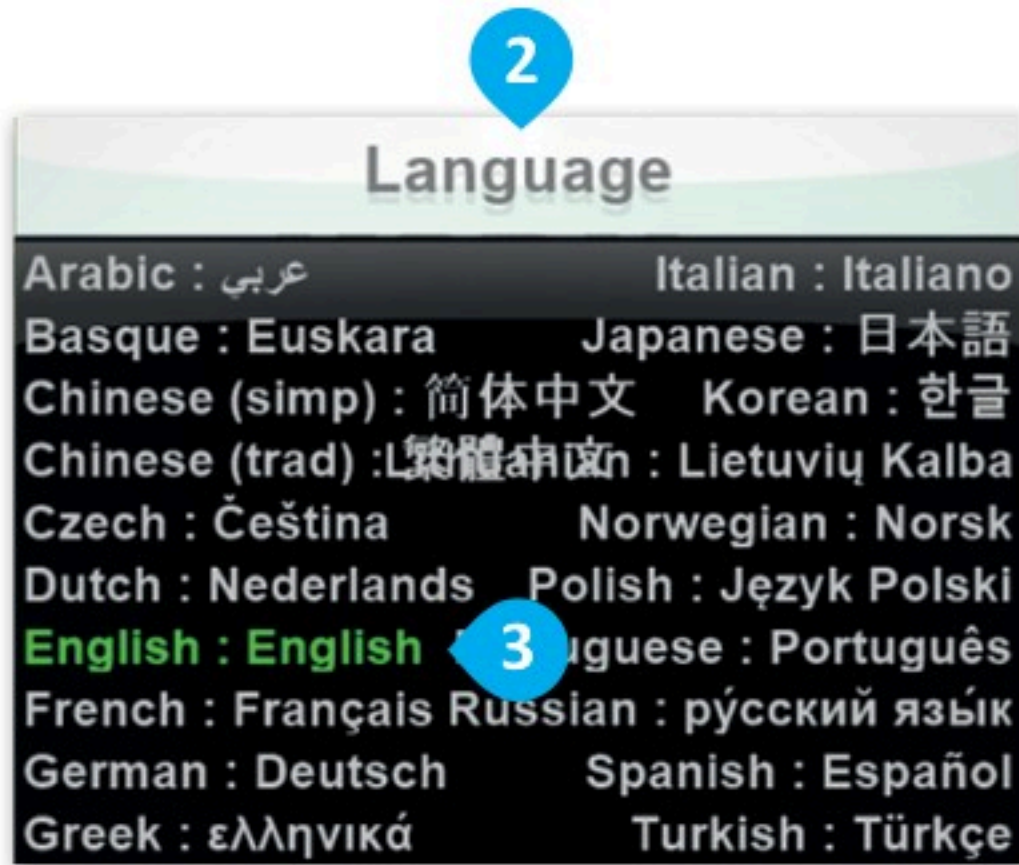 2
Language
Arabic : عربي Italian : Italiano
Basque : Euskara Japanese : 日本語
Chinese (simp) : 简体中文 Korean : 한글
Chinese (trad) : 繁體中文 : Lietuvių Kalba
Czech : Čeština Norwegian : Norsk
Dutch : Nederlands Polish : Język Polski
English : English 3 uguese : Português
French : Français Russian : ру́сский язы́к
German : Deutsch Spanish : Español
Greek : ελληνικά Turkish : Türkçe